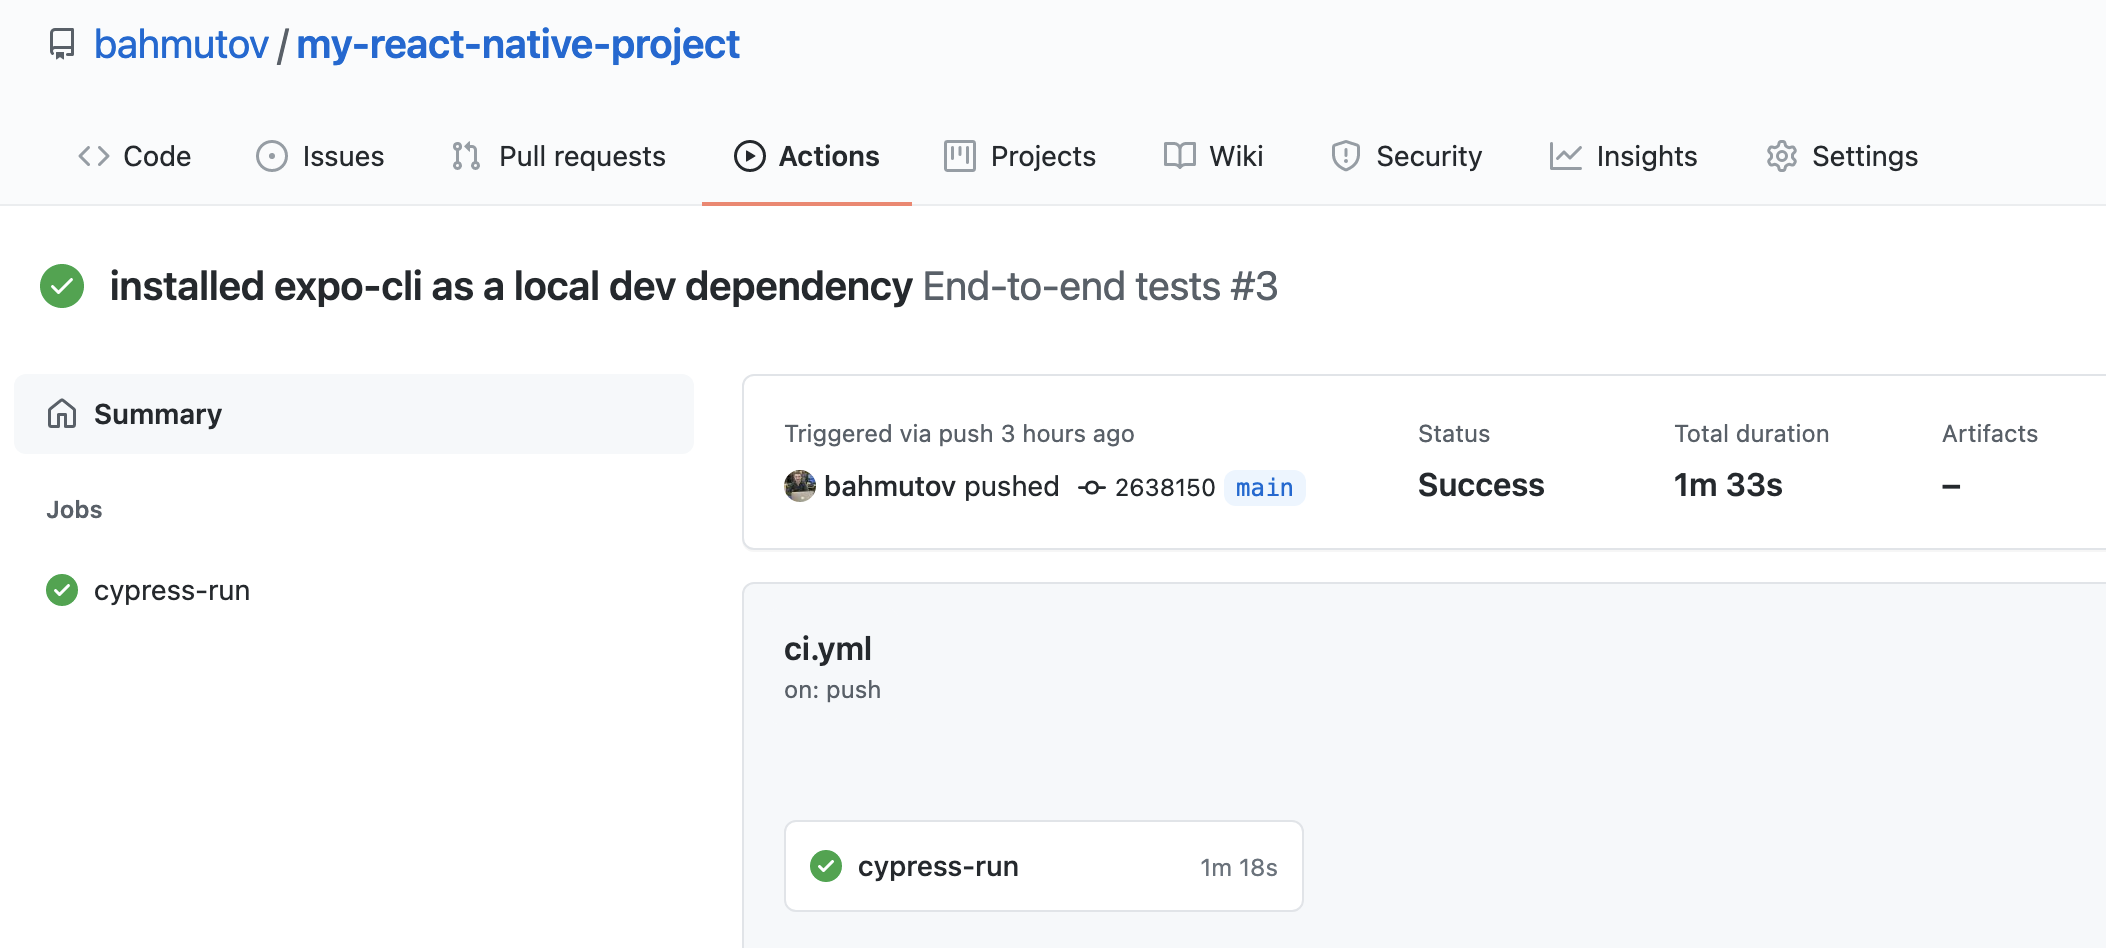 bahmutov / my-react-native-project
Code Issues Pull requests Actions Projects Wiki Security Insights Settings
installed expo-cli as a local dev dependency End-to-end tests #3
Summary
Jobs
cypress-run
Triggered via push 3 hours ago
bahmutov pushed 2638150 main
Status
Success
Total duration
1m 33s
Artifacts
–
ci.yml
on: push
cypress-run 1m 18s